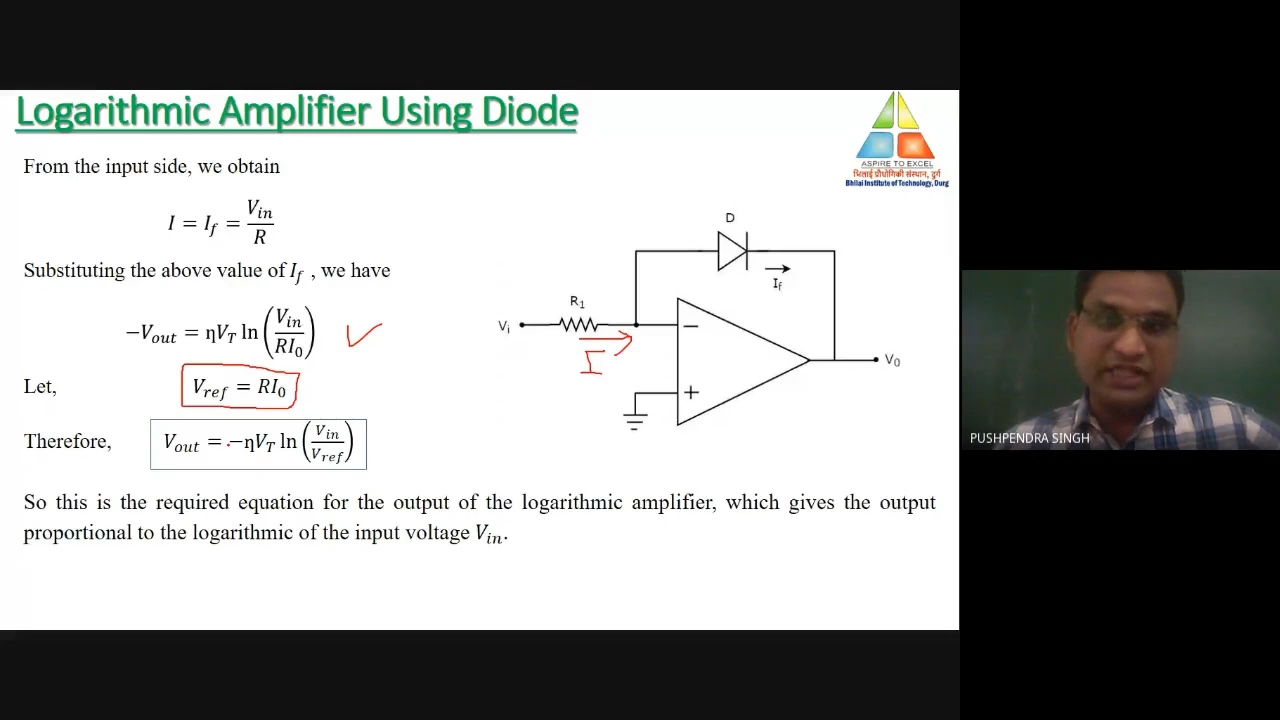 Logarithmic Amplifier Using Diode
ASPIRE TO EXCEL
भिलाई प्रौद्योगिकी संस्थान, दुर्ग
Bhilai Institute of Technology, Durg
From the input side, we obtain
I = I_f = V_in/R
Substituting the above value of I_f , we have
−V_out = ηV_T ln(V_in/RI_0)
Let, V_ref = RI_0
Therefore, V_out = −ηV_T ln(V_in/V_ref)
D
I_f
R_1
V_i
I
−
+
V_0
So this is the required equation for the output of the logarithmic amplifier, which gives the output
proportional to the logarithmic of the input voltage V_in.
PUSHPENDRA SINGH